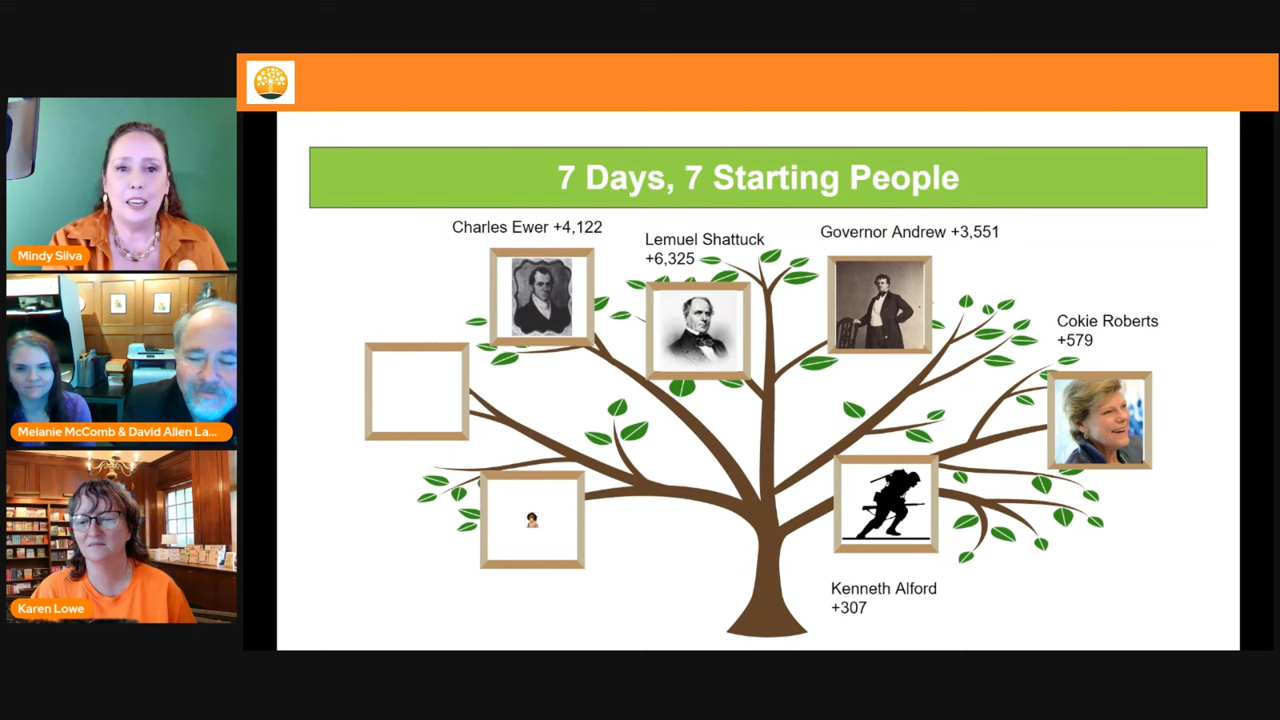 7 Days, 7 Starting People
Charles Ewer +4,122
Lemuel Shattuck
+6,325
Governor Andrew +3,551
Cokie Roberts
+579
Kenneth Alford
+307
Mindy Silva
Melanie McComb & David Allen La...
Karen Lowe